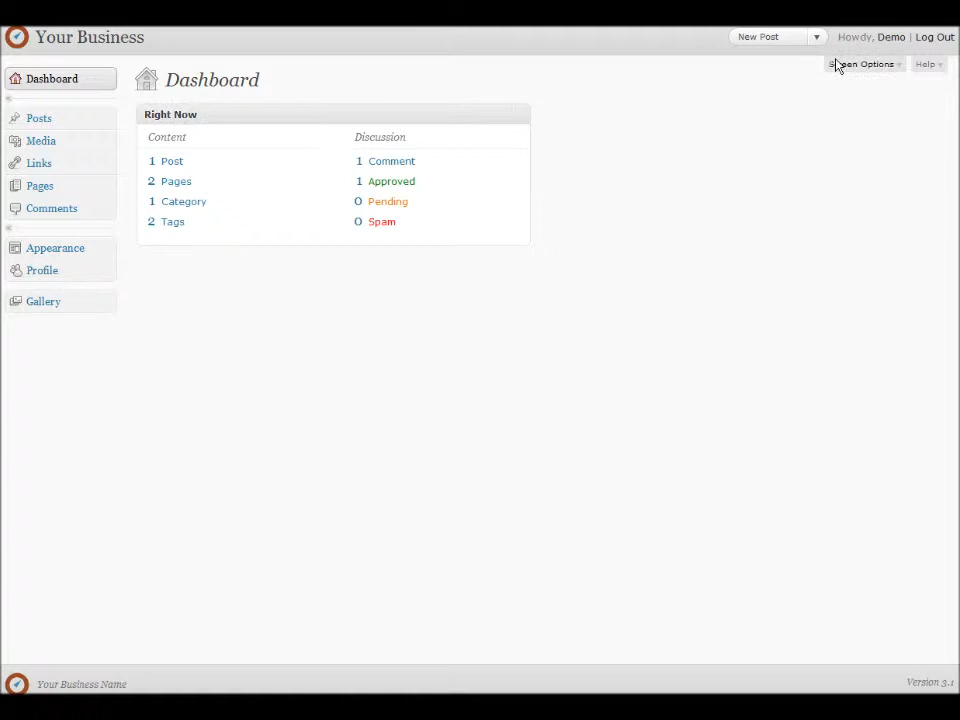 Your Business
New Post
Howdy, Demo | Log Out
Options
Help
Dashboard
Posts
Media
Links
Pages
Comments
Appearance
Profile
Gallery
Dashboard
Right Now
Content
Discussion
1 Post
1 Comment
2 Pages
1 Approved
1 Category
0 Pending
2 Tags
0 Spam
Your Business Name
Version 3.1